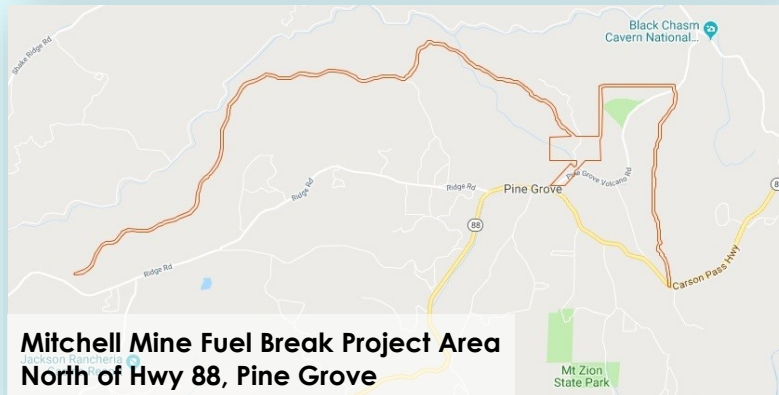 Black Chasm
Cavern National...
Shake Ridge Rd
Pine Grove Volcano Rd
Ridge Rd
Ridge Rd
Pine Grove
88
88
Carson Pass Hwy
Ridge Rd
Mitchell Mine Fuel Break Project Area
Jackson Rancheria
North of Hwy 88, Pine Grove
Mt Zion
State Park